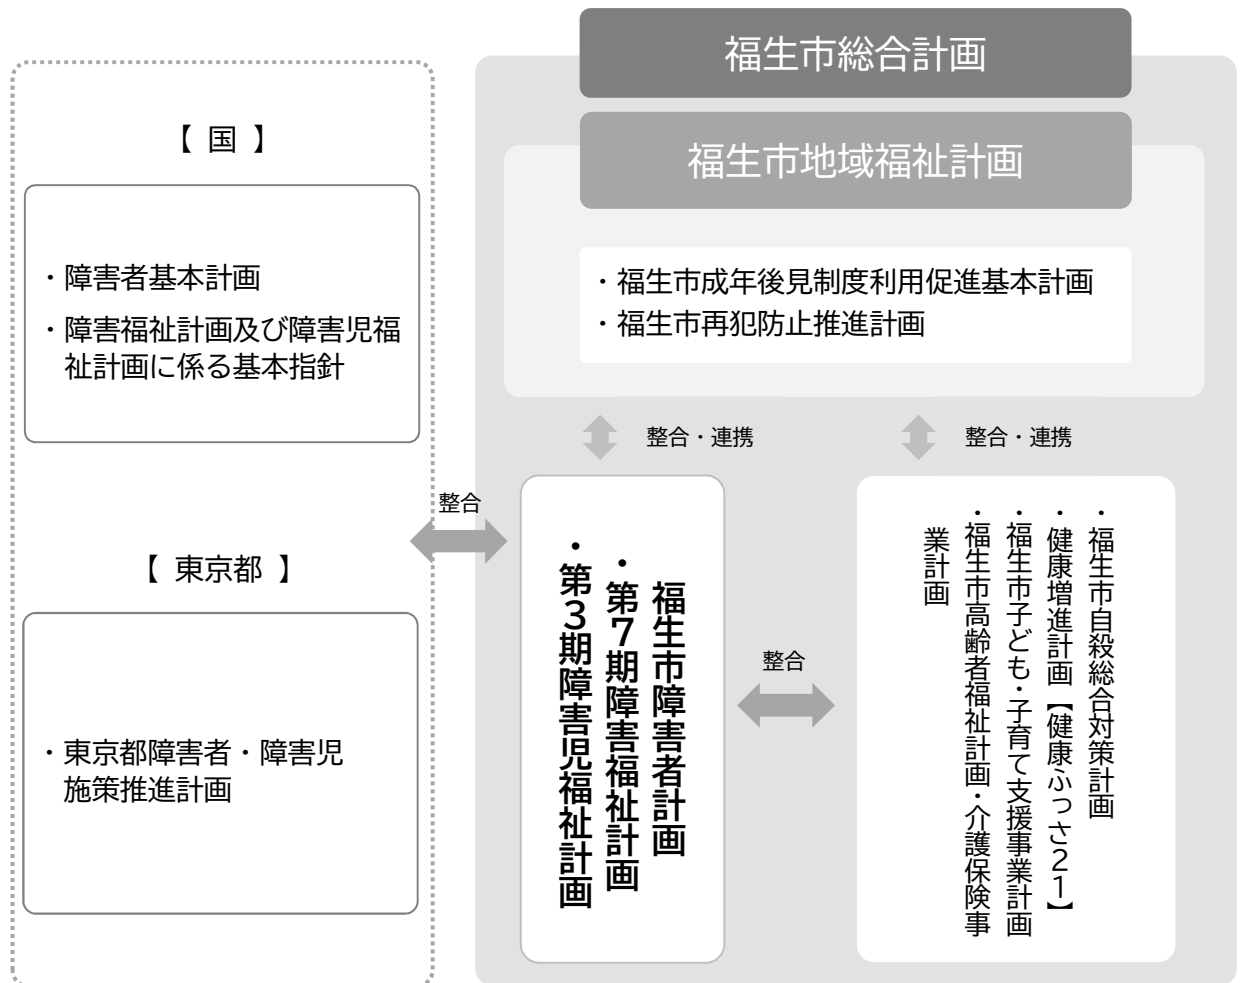 福生市総合計画
福生市地域福祉計画
・福生市成年後見制度利用促進基本計画
・福生市再犯防止推進計画
【 国 】
・障害者基本計画
・障害福祉計画及び障害児福
祉計画に係る基本指針
【 東京都 】
・東京都障害者・障害児
施策推進計画
整合
整合・連携
整合・連携
福生市障害者計画
・第7期障害福祉計画
・第3期障害児福祉計画
整合
・福生市自殺総合対策計画
・健康増進計画【健康ふっさ21】
・福生市子ども・子育て支援事業計画
・福生市高齢者福祉計画・介護保険事
業計画